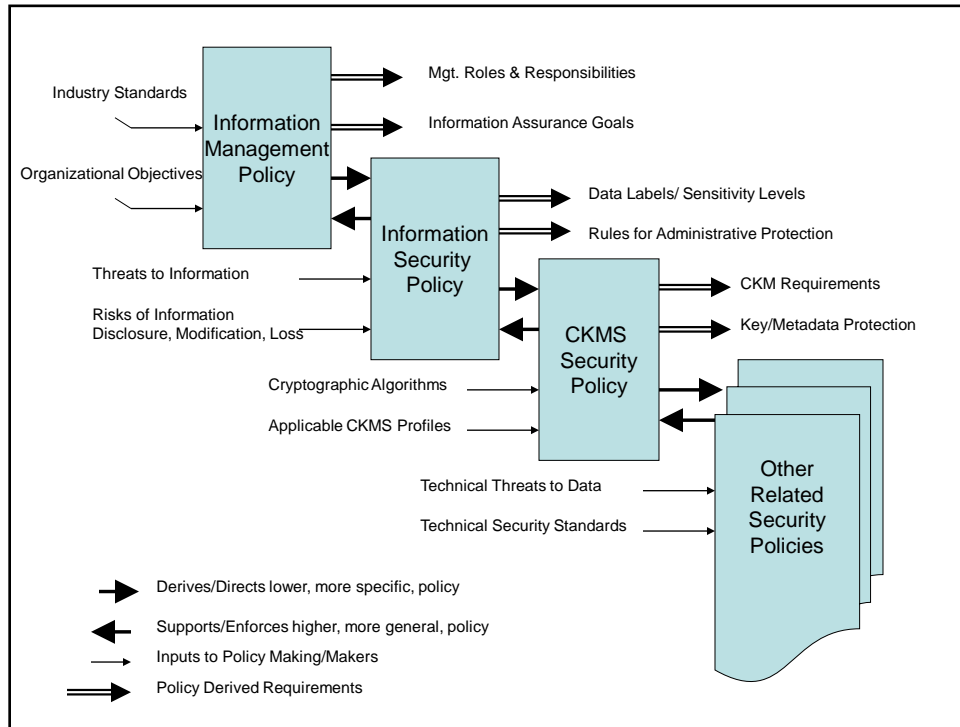 Mgt. Roles & Responsibilities
Industry Standards
Information
Management
Policy
Information Assurance Goals
Organizational Objectives
Data Labels/ Sensitivity Levels
Information
Security
Policy
Rules for Administrative Protection
Threats to Information
CKM Requirements
Risks of Information
Disclosure, Modification, Loss
Key/Metadata Protection
CKMS
Security
Policy
Cryptographic Algorithms
Applicable CKMS Profiles
Other
Related
Security
Policies
Technical Threats to Data
Technical Security Standards
Derives/Directs lower, more specific, policy
Supports/Enforces higher, more general, policy
Inputs to Policy Making/Makers
Policy Derived Requirements